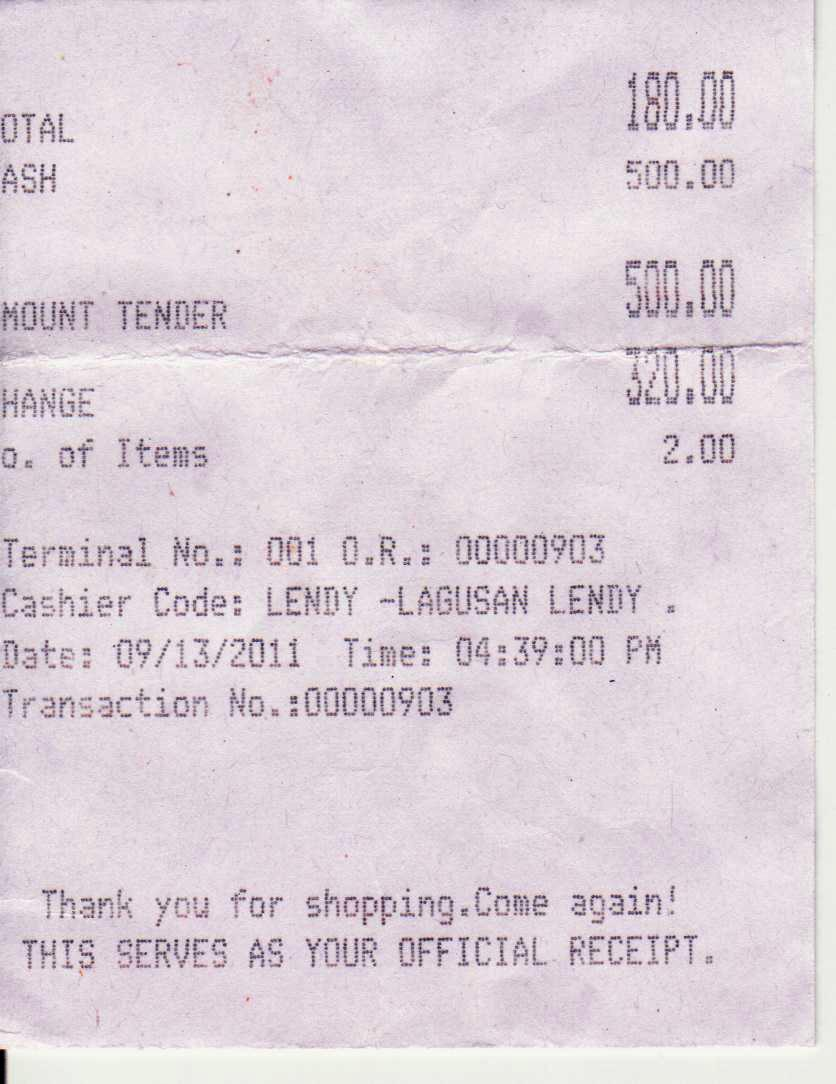 OTAL 180.00
ASH 500.00
MOUNT TENDER 500.00
HANGE 320.00
o. of Items 2.00
Terminal No.: 001 O.R.: 00000903
Cashier Code: LENDY -LAGUSAN LENDY .
Date: 09/13/2011 Time: 04:39:00 PM
Transaction No.:00000903
Thank you for shopping.Come again!
THIS SERVES AS YOUR OFFICIAL RECEIPT.